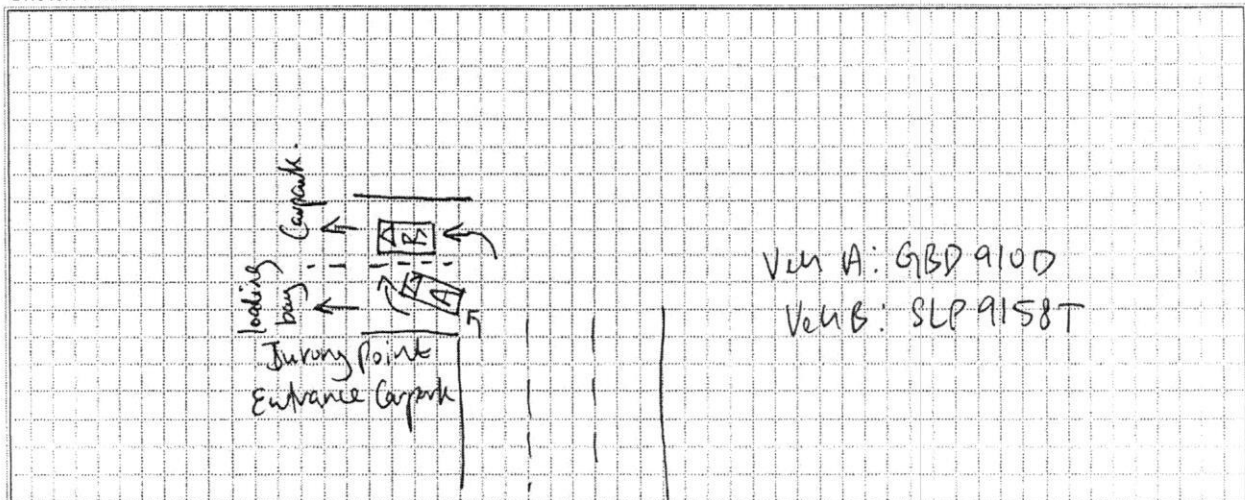 Carpark.
B
loading
bay
A
Jurong Point
Entrance Carpark
Veh A: GBD 910D
Veh B: SLP 9158T